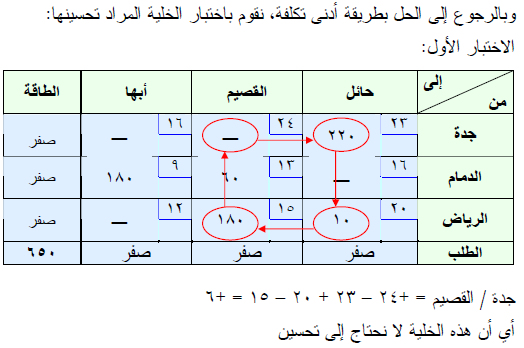 وبالرجوع إلى الحل بطريقة أدنى تكلفة، نقوم باختبار الخلية المراد تحسينها:
الاختبار الأول:
إلى
من
حائل
القصيم
أبها
الطاقة
جدة
٢٣
٢٢٠
٢٤
—
١٦
—
صفر
الدمام
١٦
—
١٣
٦٠
٩
١٨٠
صفر
الرياض
٢٠
١٠
١٥
١٨٠
١٢
—
صفر
الطلب
صفر
صفر
صفر
٦٥٠
جدة / القصيم = +٢٤ – ٢٣ + ٢٠ – ١٥ = +٦
أي أن هذه الخلية لا نحتاج إلى تحسين